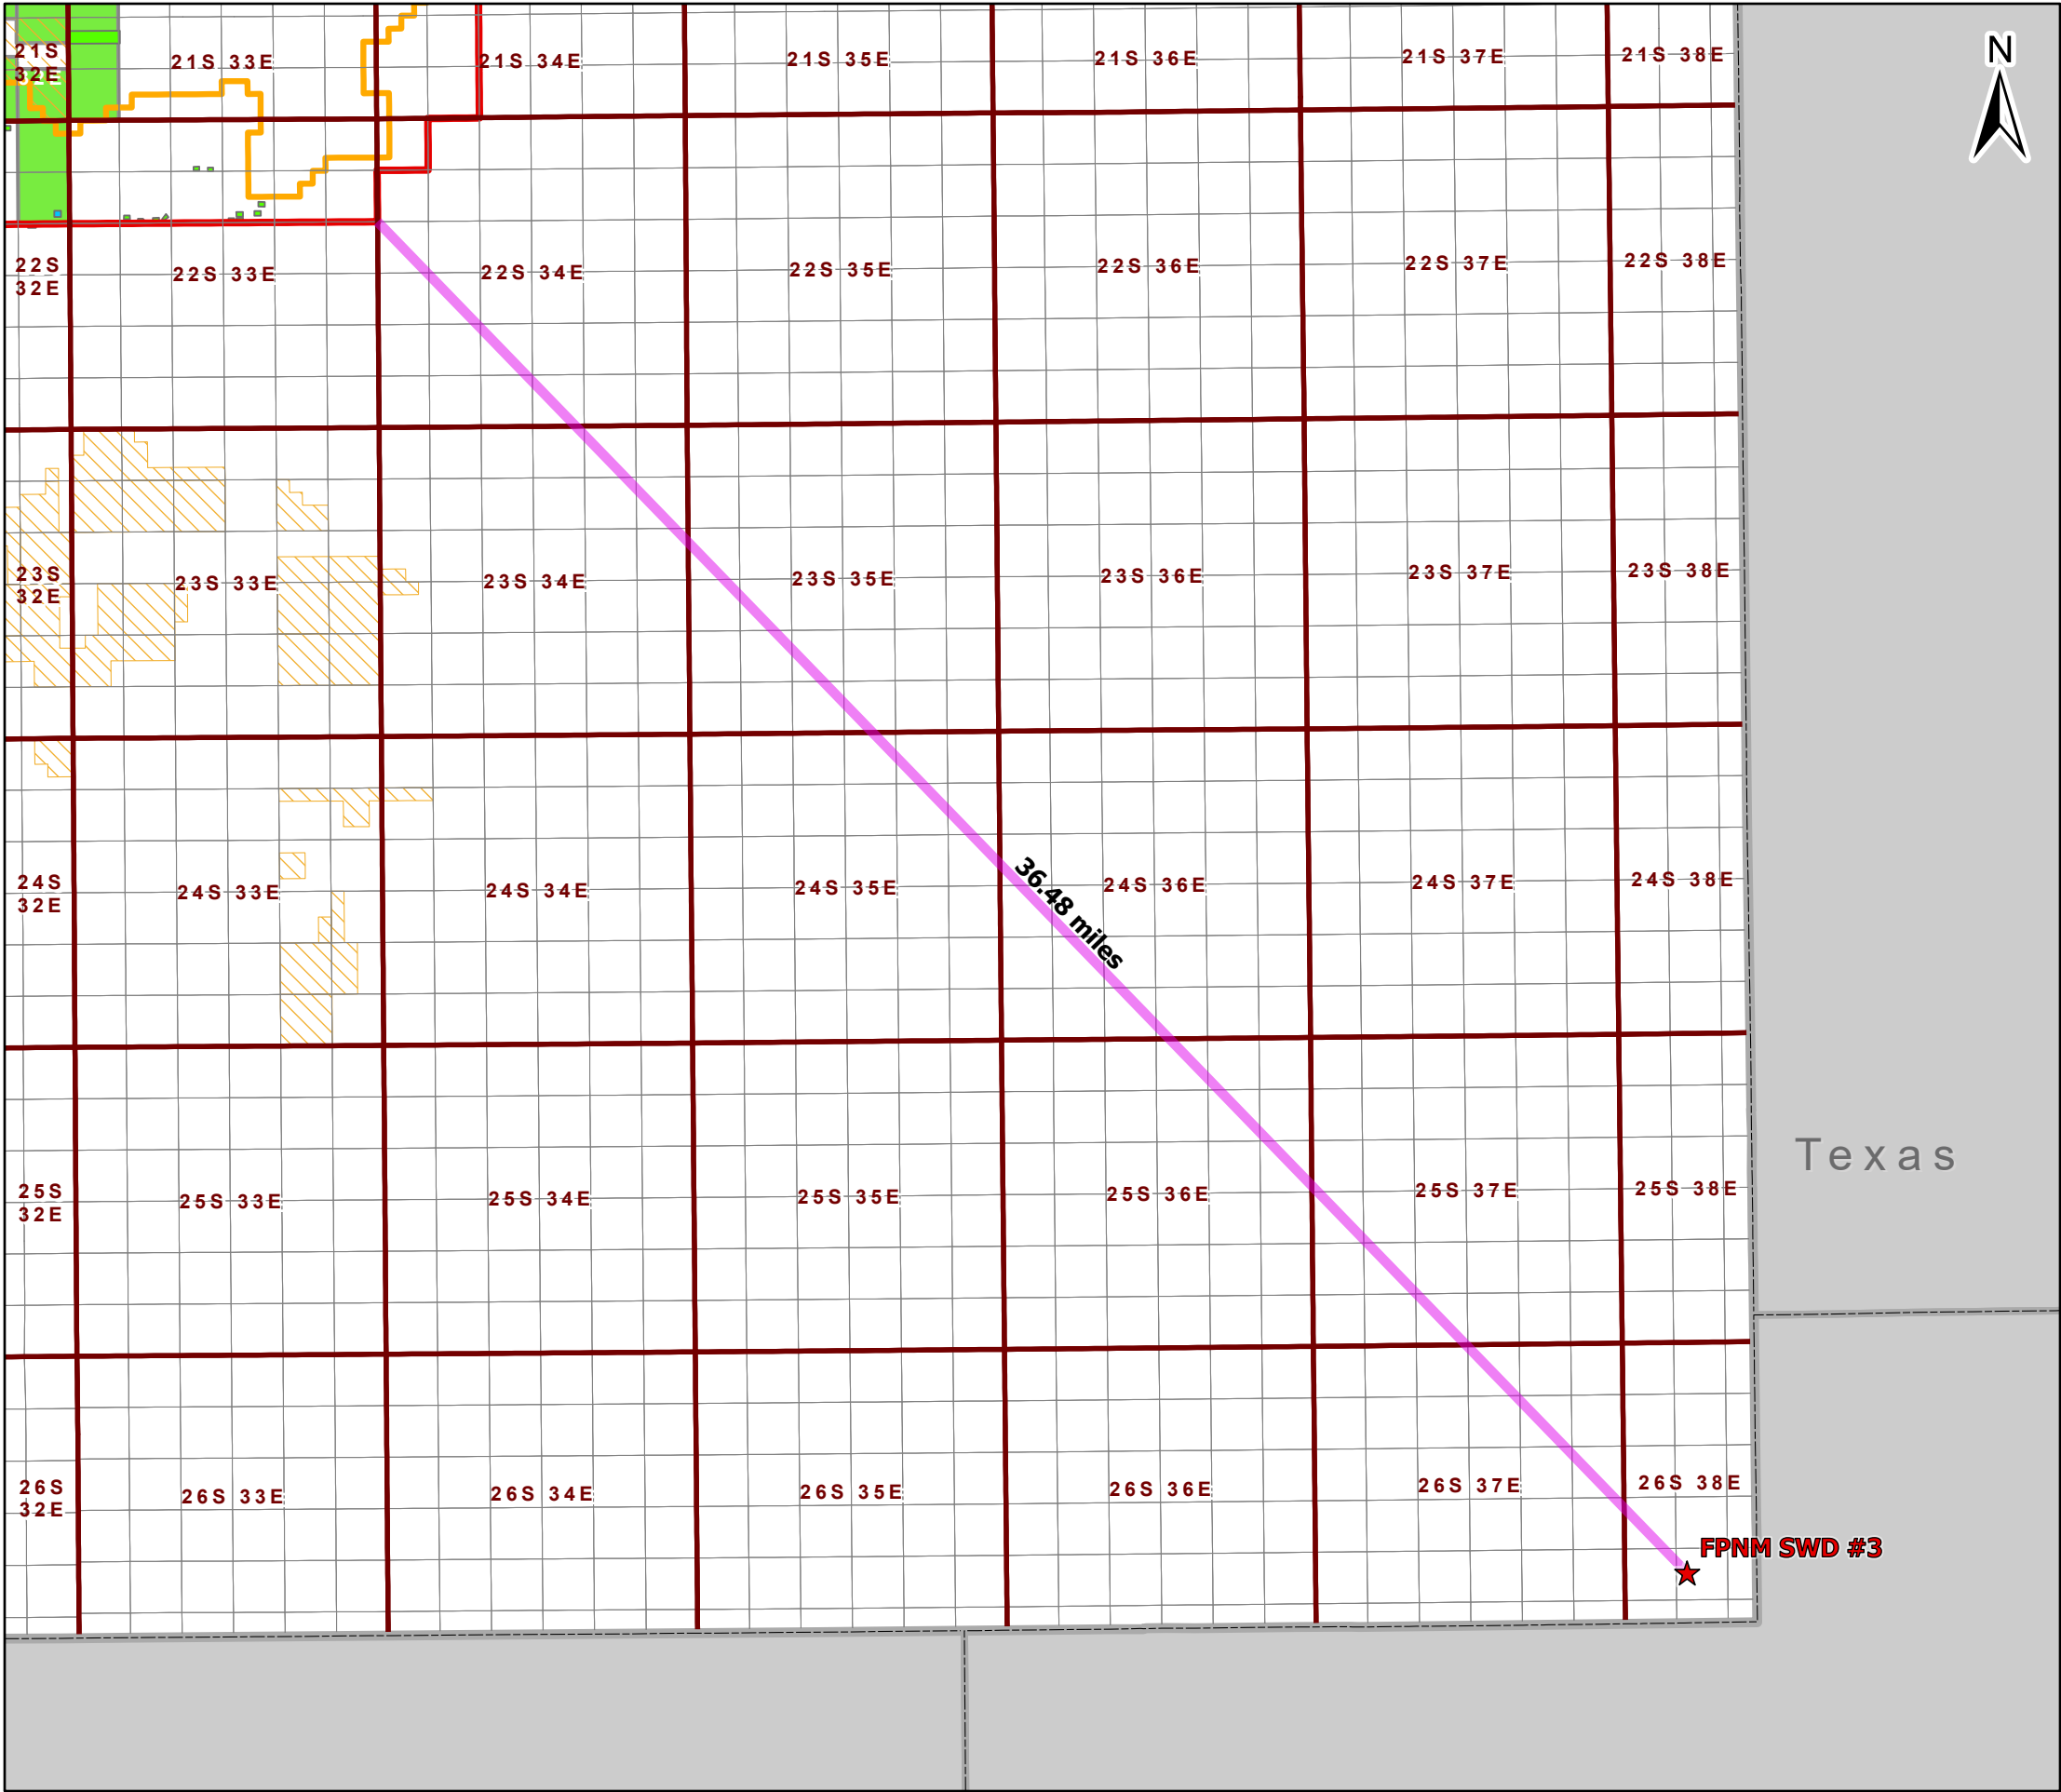 N
21S
32E
21S 33E
21S 34E
21S 35E
21S 36E
21S 37E
21S 38E
22S
32E
22S 33E
22S 34E
22S 35E
22S 36E
22S 37E
22S 38E
23S
32E
23S 33E
23S 34E
23S 35E
23S 36E
23S 37E
23S 38E
24S
32E
24S 33E
24S 34E
24S 35E
36.48 miles
24S 36E
24S 37E
24S 38E
Texas
25S
32E
25S 33E
25S 34E
25S 35E
25S 36E
25S 37E
25S 38E
26S
32E
26S 33E
26S 34E
26S 35E
26S 36E
26S 37E
26S 38E
FPNM SWD #3